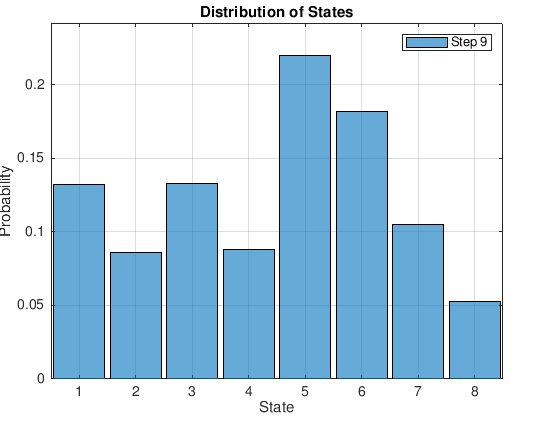 Distribution of States
Step 9
Probability
0.2
0.15
0.1
0.05
0
1 2 3 4 5 6 7 8
State